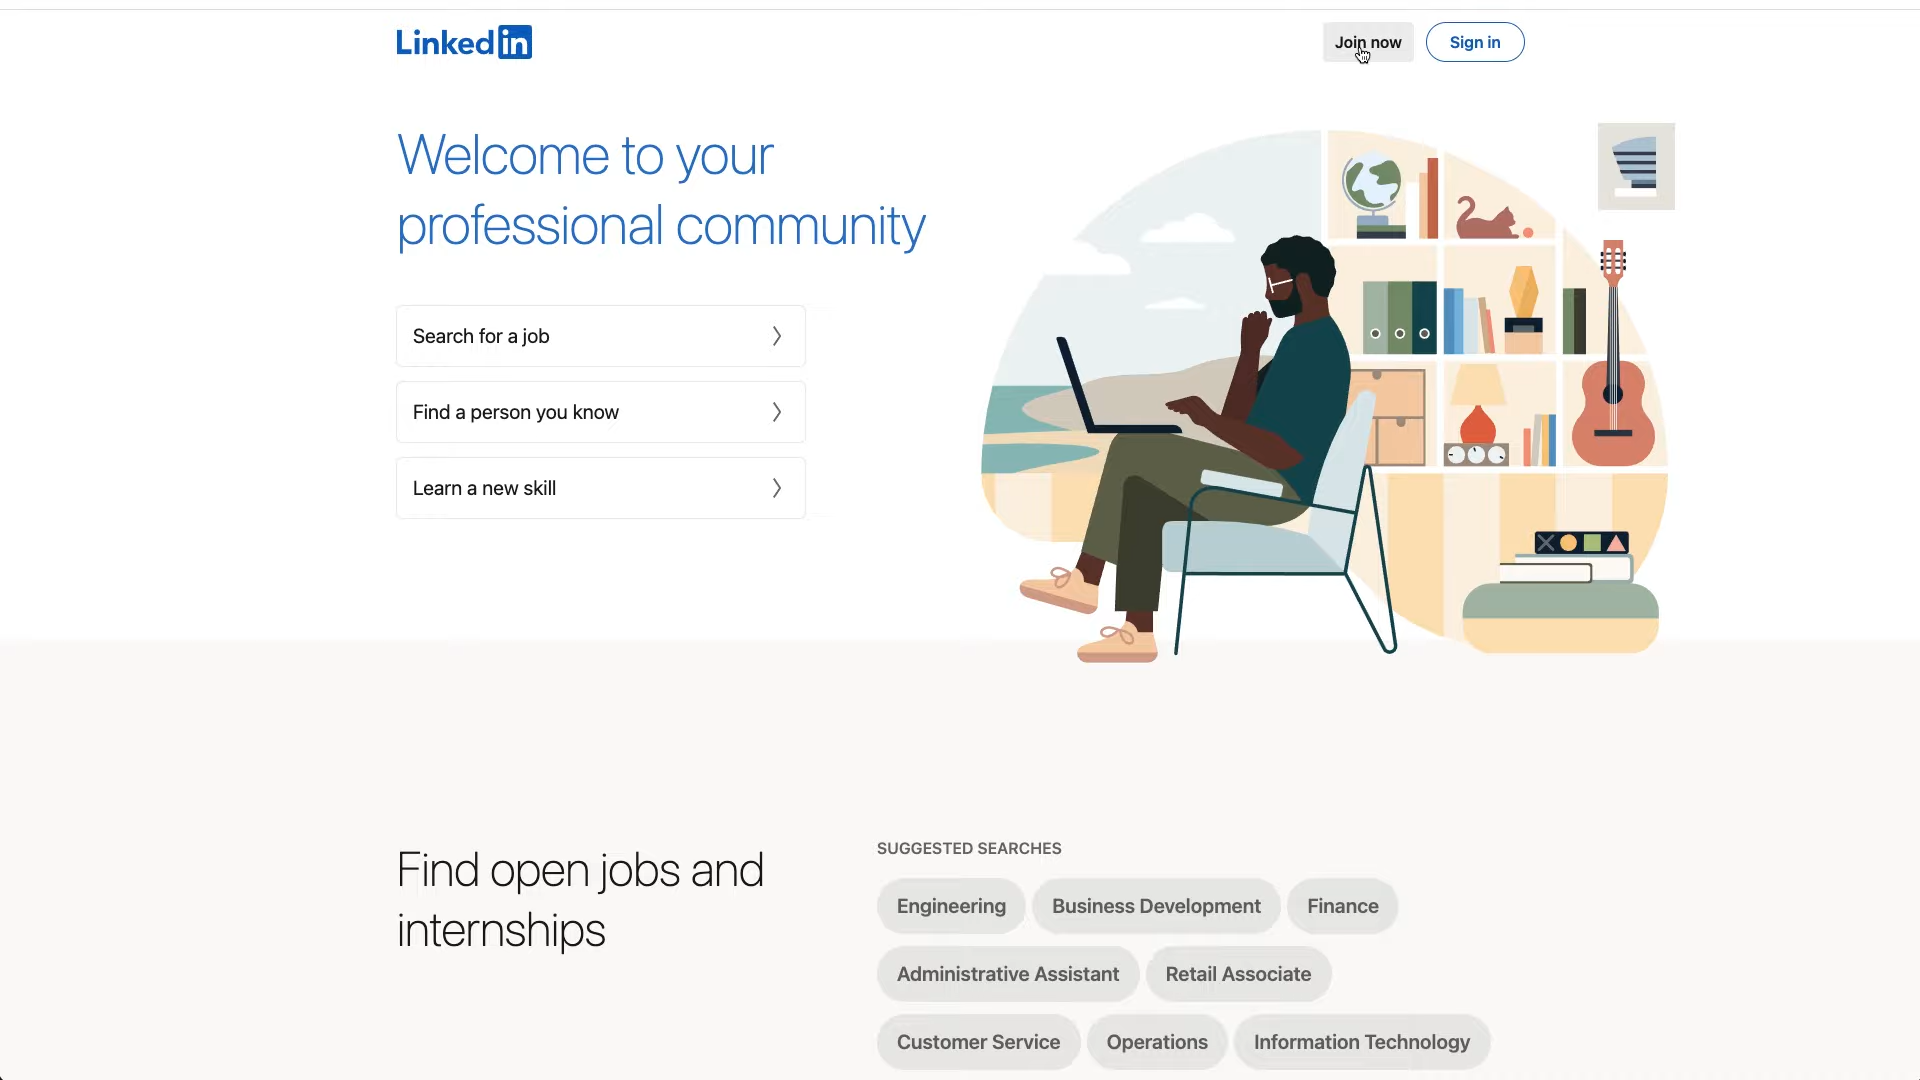 Linked in
Join now
Sign in
Welcome to your
professional community
Search for a job
Find a person you know
Learn a new skill
Find open jobs and
internships
SUGGESTED SEARCHES
Engineering
Business Development
Finance
Administrative Assistant
Retail Associate
Customer Service
Operations
Information Technology